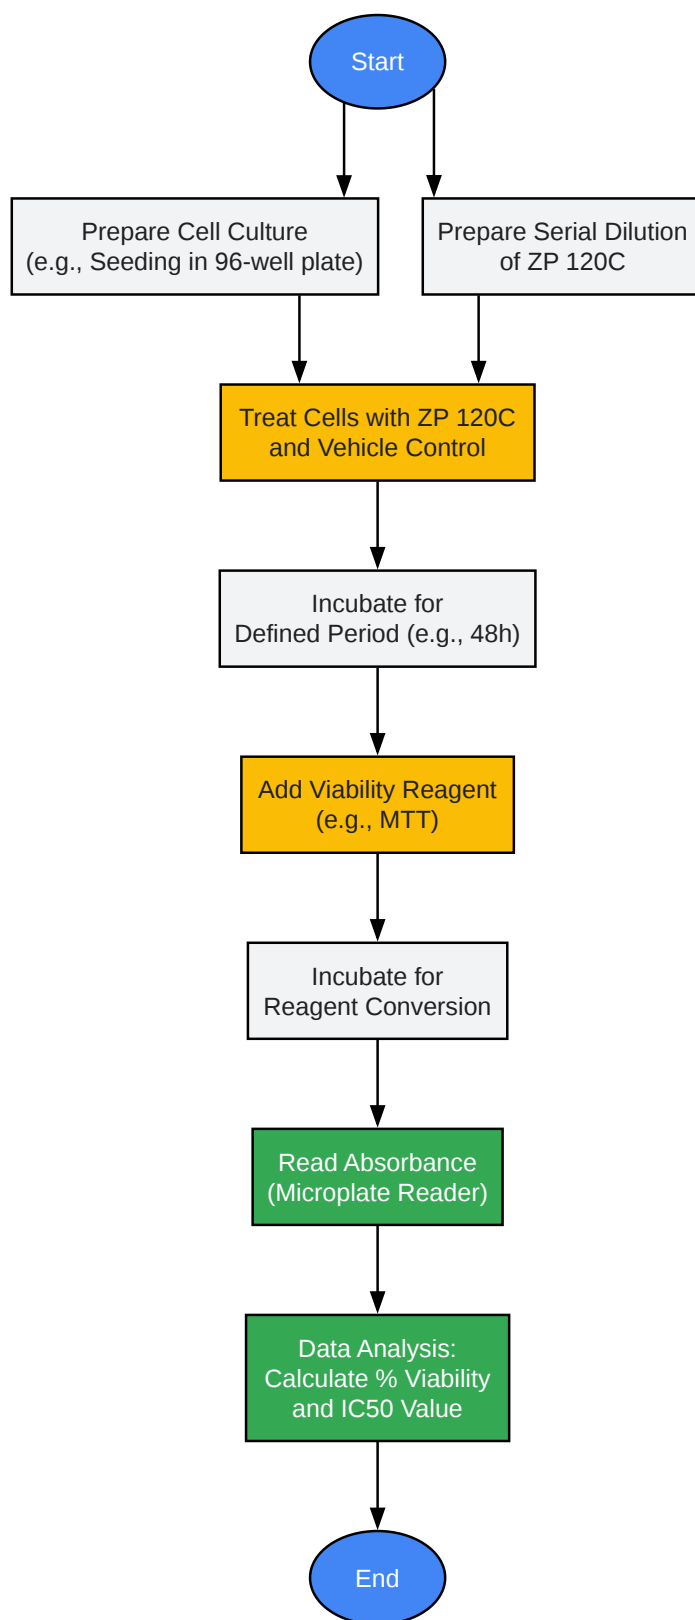 Start
Prepare Cell Culture
(e.g., Seeding in 96-well plate)
Prepare Serial Dilution
of ZP 120C
Treat Cells with ZP 120C
and Vehicle Control
Incubate for
Defined Period (e.g., 48h)
Add Viability Reagent
(e.g., MTT)
Incubate for
Reagent Conversion
Read Absorbance
(Microplate Reader)
Data Analysis:
Calculate % Viability
and IC50 Value
End